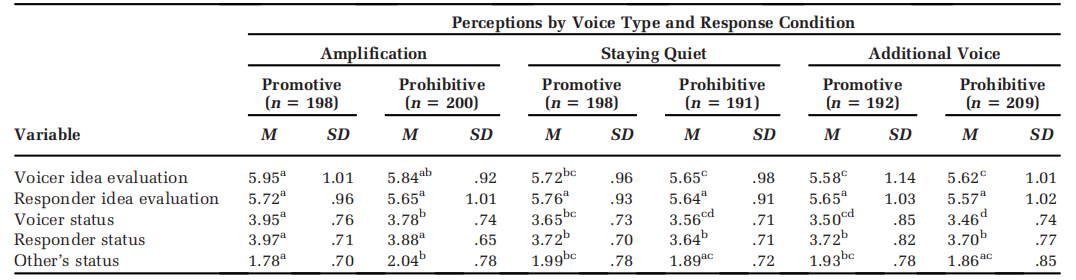 Perceptions by Voice Type and Response Condition
Amplification Staying Quiet Additional Voice
Promotive Prohibitive Promotive Prohibitive Promotive Prohibitive
(n = 198) (n = 200) (n = 198) (n = 191) (n = 192) (n = 209)
Variable M SD M SD M SD M SD M SD M SD
Voicer idea evaluation 5.95a 1.01 5.84ab .92 5.72bc .96 5.65c .98 5.58c 1.14 5.62c 1.01
Responder idea evaluation 5.72a .96 5.65a 1.01 5.76a .93 5.64a .91 5.65a 1.03 5.57a 1.02
Voicer status 3.95a .76 3.78b .74 3.65bc .73 3.56cd .71 3.50cd .85 3.46d .74
Responder status 3.97a .71 3.88a .65 3.72b .70 3.64b .71 3.72b .82 3.70b .77
Other's status 1.78a .70 2.04b .78 1.99bc .78 1.89ac .72 1.93bc .78 1.86ac .85